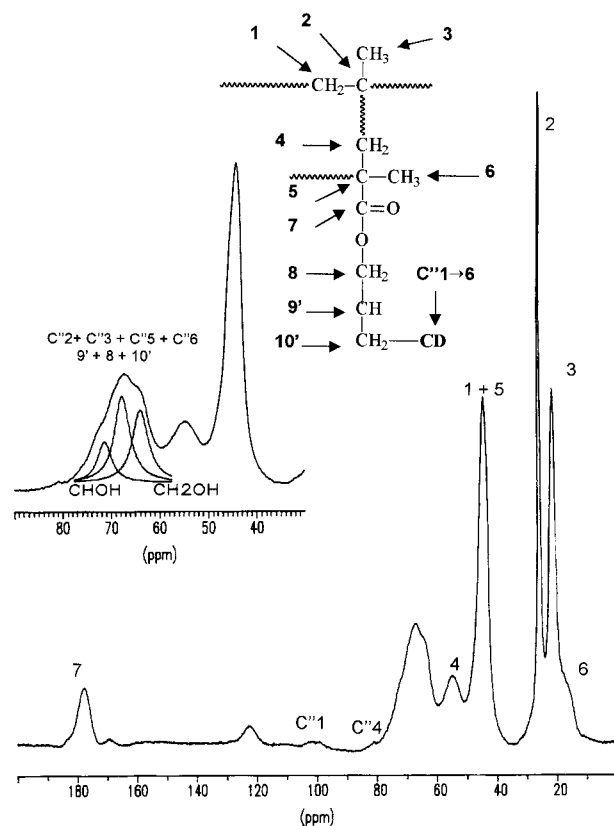 2
1
3
CH3
CH2 C
4
CH2
C—CH3
6
5
C=O
7
O
8
CH2
C"1→6
9'
CH
10'
CH2—CD
C"2+ C"3 + C"5 + C"6
9' + 8 + 10'
CHOH
CH2OH
80 70 60 50 40
(ppm)
2
3
1 + 5
7
4
6
C"1
C"4
180 160 140 120 100 80 60 40 20
(ppm)